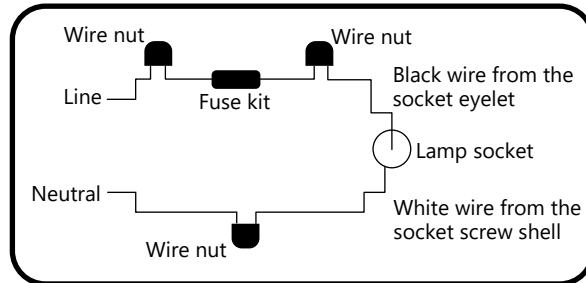 Wire nut
Wire nut
Line
Fuse kit
Black wire from the
socket eyelet
Lamp socket
Neutral
Wire nut
White wire from the
socket screw shell